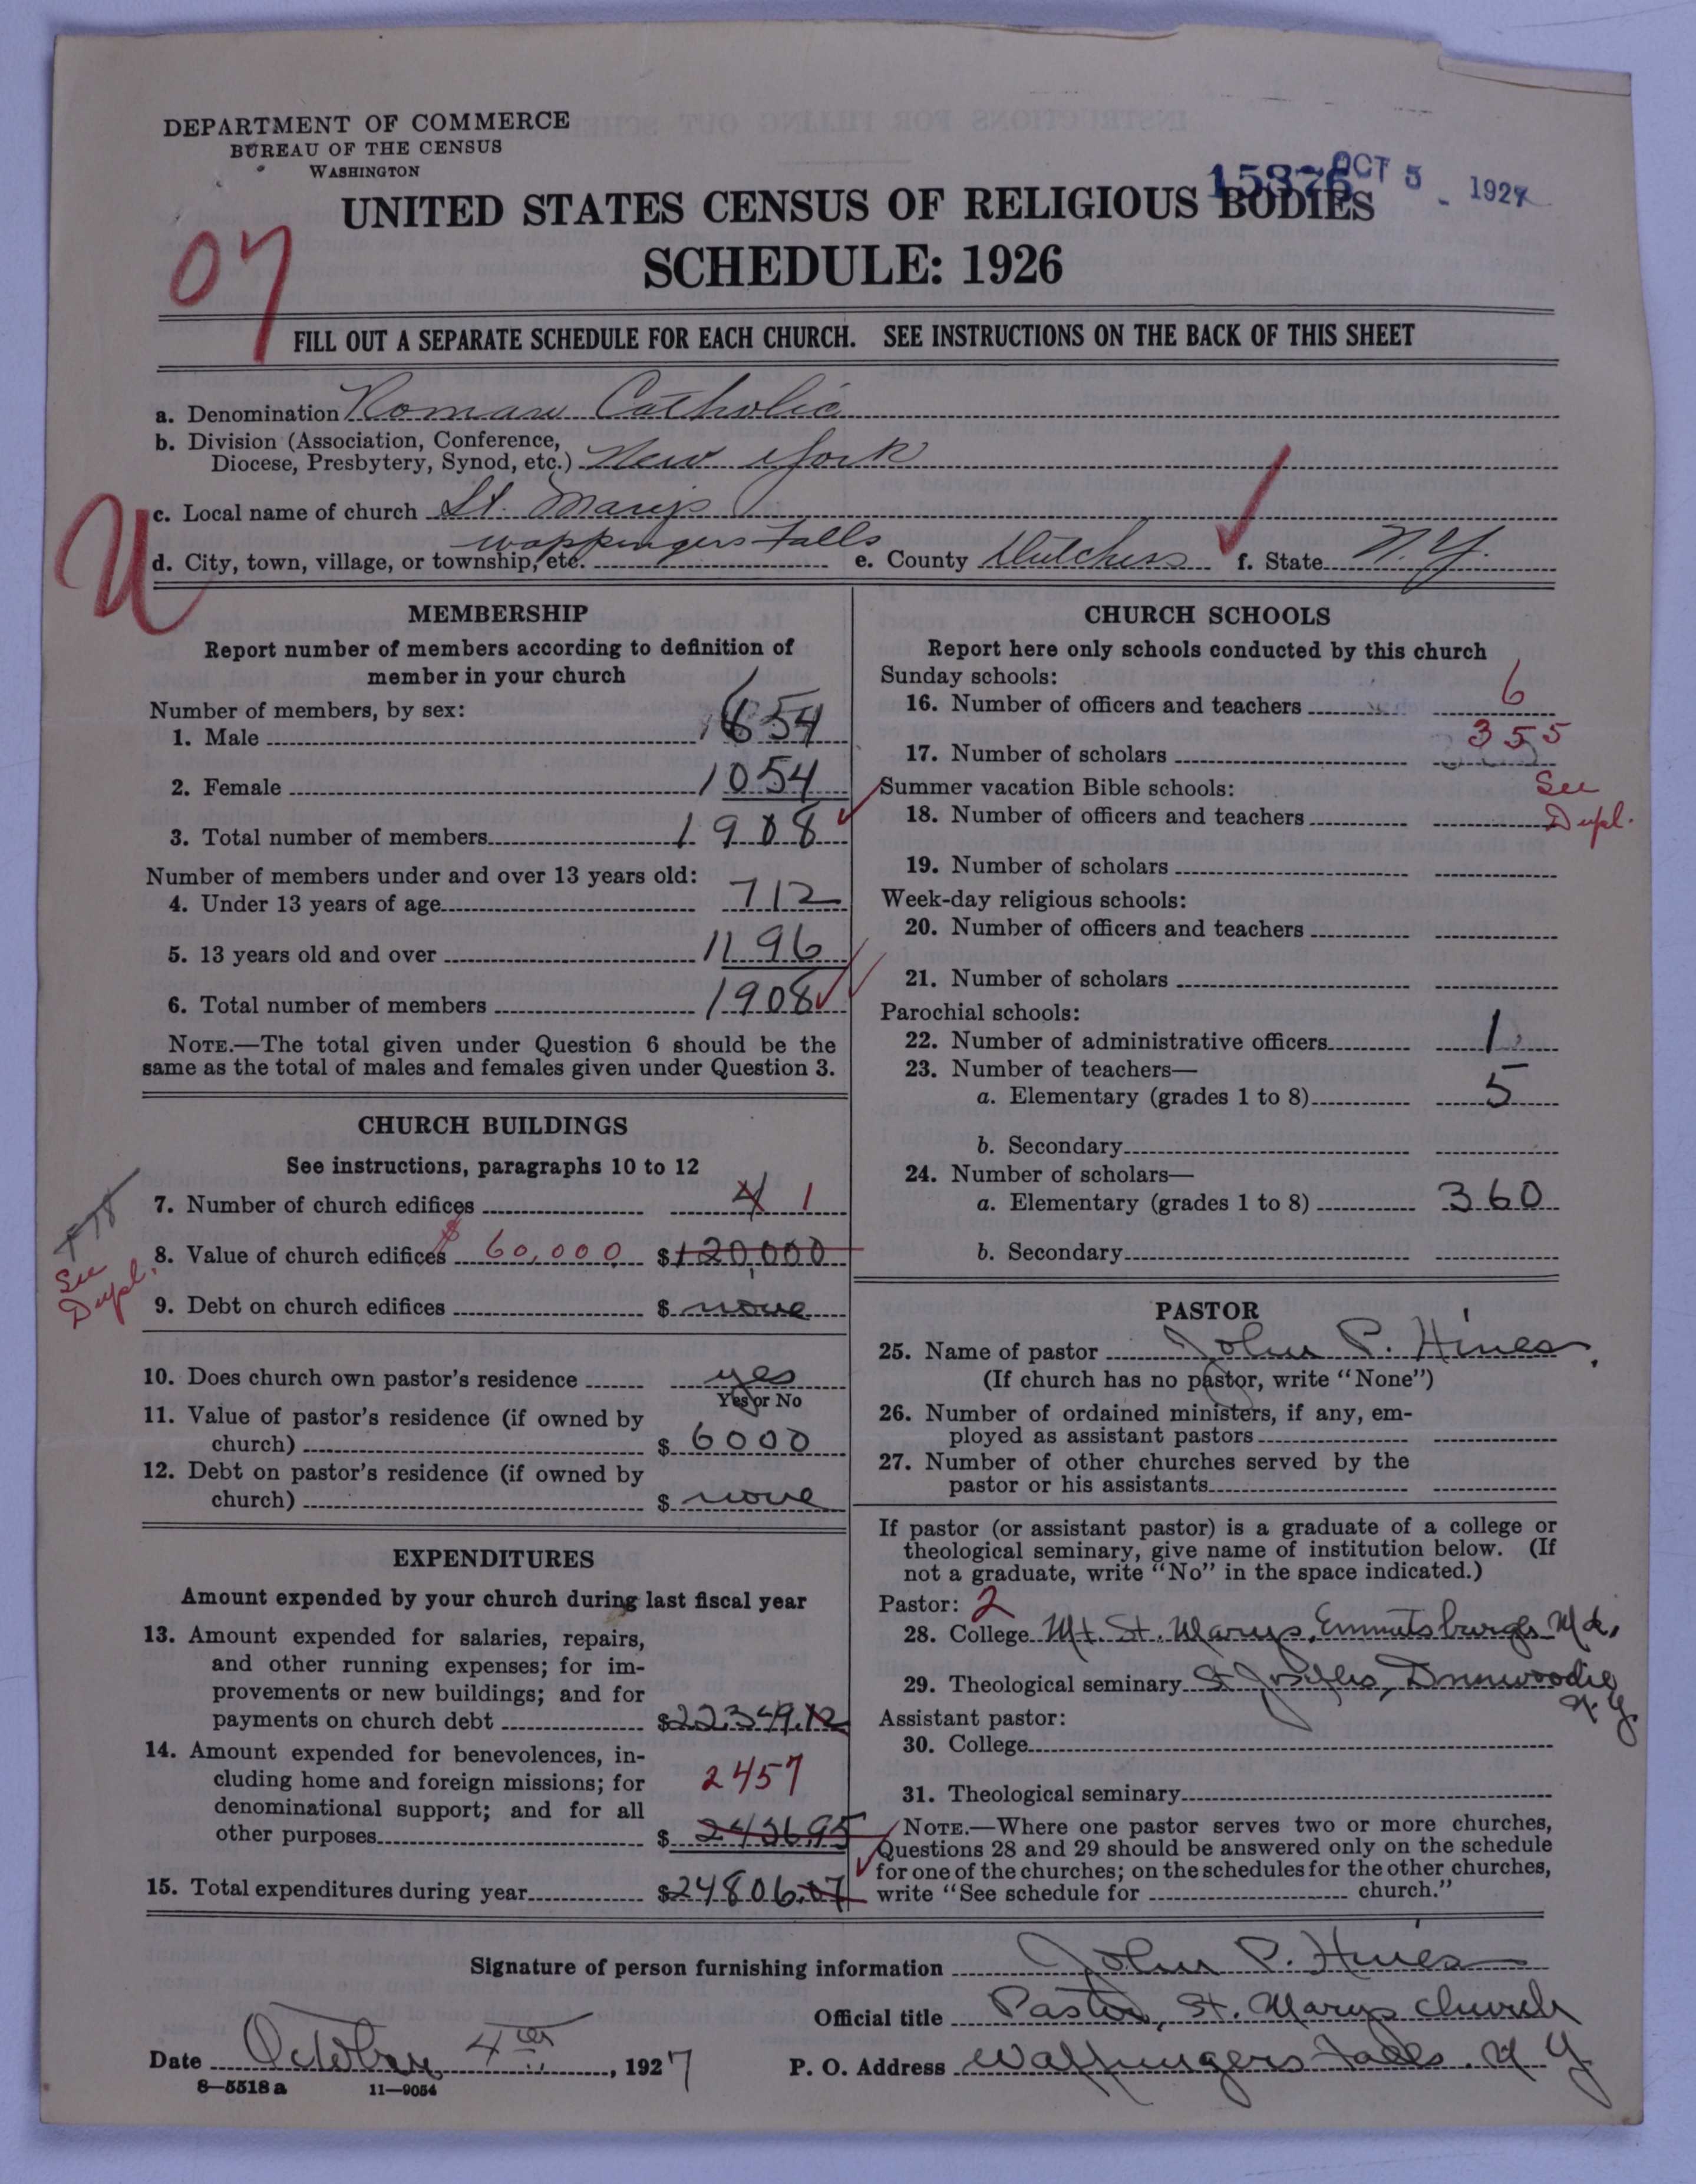 DEPARTMENT OF COMMERCE
BUREAU OF THE CENSUS
WASHINGTON
15376 OCT 5 - 1927
UNITED STATES CENSUS OF RELIGIOUS BODIES
SCHEDULE: 1926
07
FILL OUT A SEPARATE SCHEDULE FOR EACH CHURCH. SEE INSTRUCTIONS ON THE BACK OF THIS SHEET
a. Denomination Roman Catholic
b. Division (Association, Conference,
Diocese, Presbytery, Synod, etc.) New York
U
c. Local name of church St. Marys
d. City, town, village, or township, etc. Wappingers Falls e. County Dutchess f. State N.Y.
MEMBERSHIP
Report number of members according to definition of
member in your church
Number of members, by sex:
1. Male 854
2. Female 1054
3. Total number of members 1908
Number of members under and over 13 years old:
4. Under 13 years of age 712
5. 13 years old and over 1196
6. Total number of members 1908
NOTE.—The total given under Question 6 should be the
same as the total of males and females given under Question 3.
CHURCH BUILDINGS
See instructions, paragraphs 10 to 12
7. Number of church edifices 4 1
8. Value of church edifices $ 60,000 $120,000
See
Dupl.
9. Debt on church edifices $ none
10. Does church own pastor's residence yes
Yes or No
11. Value of pastor's residence (if owned by
church) $ 6000
12. Debt on pastor's residence (if owned by
church) $ none
EXPENDITURES
Amount expended by your church during last fiscal year
13. Amount expended for salaries, repairs,
and other running expenses; for im-
provements or new buildings; and for
payments on church debt $22349.12
14. Amount expended for benevolences, in-
cluding home and foreign missions; for 2457
denominational support; and for all
other purposes $ 2456.95
15. Total expenditures during year $24806.07
CHURCH SCHOOLS
Report here only schools conducted by this church
Sunday schools:
16. Number of officers and teachers 6
17. Number of scholars 355
See
Dupl.
Summer vacation Bible schools:
18. Number of officers and teachers
19. Number of scholars
Week-day religious schools:
20. Number of officers and teachers
21. Number of scholars
Parochial schools:
22. Number of administrative officers 1
23. Number of teachers—
a. Elementary (grades 1 to 8) 5
b. Secondary
24. Number of scholars—
a. Elementary (grades 1 to 8) 360
b. Secondary
PASTOR
25. Name of pastor John P. Hines
(If church has no pastor, write "None")
26. Number of ordained ministers, if any, em-
ployed as assistant pastors
27. Number of other churches served by the
pastor or his assistants
If pastor (or assistant pastor) is a graduate of a college or
theological seminary, give name of institution below. (If
not a graduate, write "No" in the space indicated.)
Pastor: 2
28. College Mt. St. Marys, Emmitsburgh Md,
29. Theological seminary St Josephs, Dunwoodie
N.Y.
Assistant pastor:
30. College
31. Theological seminary
NOTE.—Where one pastor serves two or more churches,
Questions 28 and 29 should be answered only on the schedule
for one of the churches; on the schedules for the other churches,
write "See schedule for church."
Signature of person furnishing information John P. Hines
Official title Pastor, St. Marys Church
Date October 4th, 1927 P. O. Address Wappingers Falls. N Y
8—5518 a 11—9054